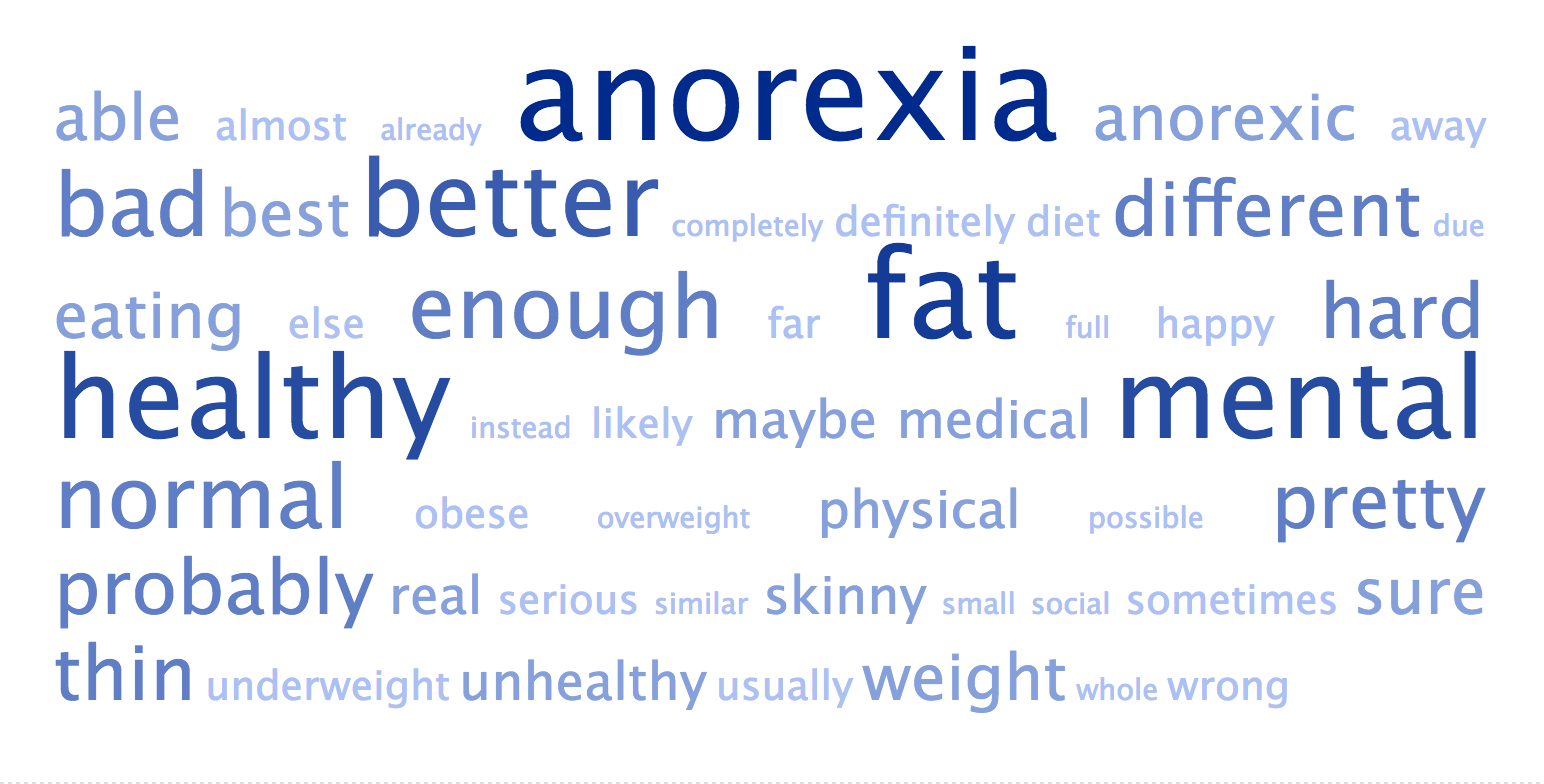 able almost already anorexia anorexic away
bad best better completely definitely diet different due
eating else enough far fat full happy hard
healthy instead likely maybe medical mental
normal obese overweight physical possible pretty
probably real serious similar skinny small social sometimes sure
thin underweight unhealthy usually weight whole wrong